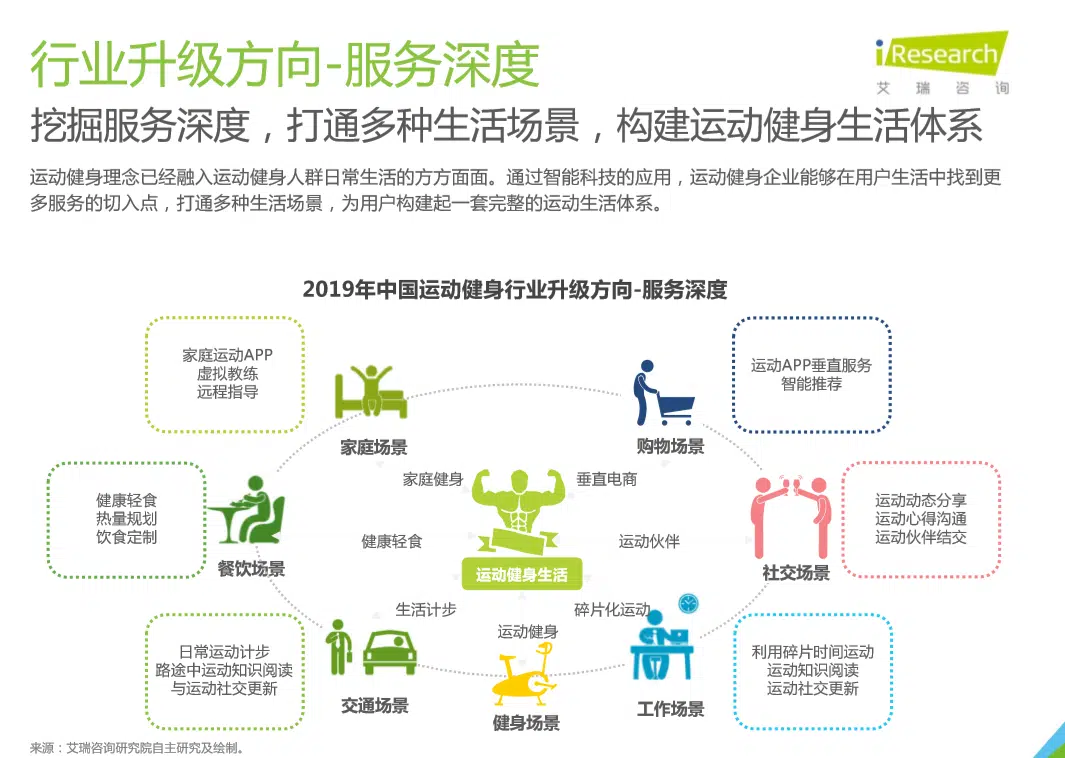 行业升级方向-服务深度
iResearch
艾瑞咨询
挖掘服务深度，打通多种生活场景，构建运动健身生活体系
运动健身理念已经融入运动健身人群日常生活的方方面面。通过智能科技的应用，运动健身企业能够在用户生活中找到更
多服务的切入点，打通多种生活场景，为用户构建起一套完整的运动生活体系。
2019年中国运动健身行业升级方向-服务深度
家庭运动APP
虚拟教练
远程指导
家庭场景
购物场景
运动APP垂直服务
智能推荐
健康轻食
热量规划
饮食定制
餐饮场景
家庭健身
垂直电商
健康轻食
运动伙伴
运动健身生活
生活计步
碎片化运动
运动健身
社交场景
运动动态分享
运动心得沟通
运动伙伴结交
日常运动计步
路途中运动知识阅读
与运动社交更新
交通场景
健身场景
工作场景
利用碎片时间运动
运动知识阅读
运动社交更新
来源：艾瑞咨询研究院自主研究及绘制。